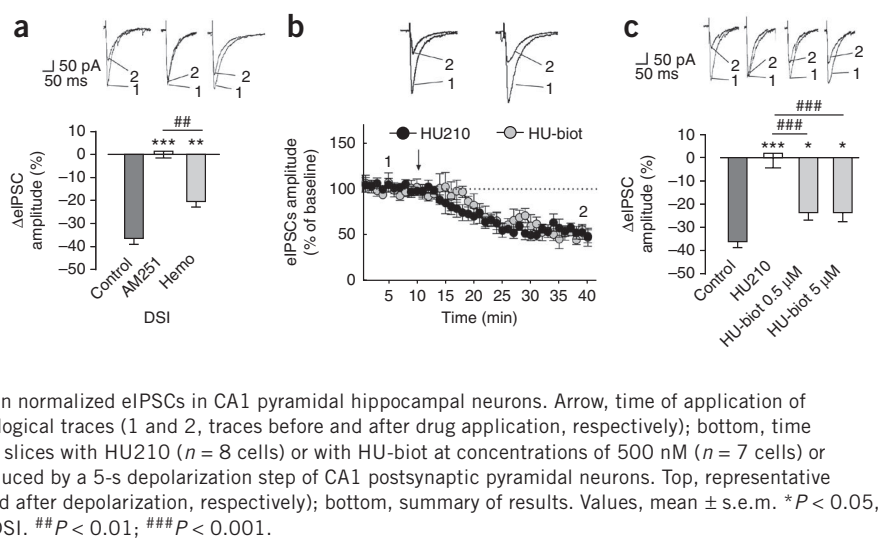 a
50 pA
50 ms
2
1
2
1
2
1
##
***
**
10
0
−10
−20
−30
−40
−50
ΔeIPSC
amplitude (%)
Control
AM251
Hemo
DSI
b
2
1
2
1
HU210
HU-biot
150
100
50
0
eIPSCs amplitude
(% of baseline)
1
2
5 10 15 20 25 30 35 40
Time (min)
c
50 pA
50 ms
2
1
2
1
2
1
2
1
###
###
***
*
*
10
0
−10
−20
−30
−40
−50
ΔeIPSC
amplitude (%)
Control
HU210
HU-biot 0.5 μM
HU-biot 5 μM
n normalized eIPSCs in CA1 pyramidal hippocampal neurons. Arrow, time of application of
logical traces (1 and 2, traces before and after drug application, respectively); bottom, time
slices with HU210 (n = 8 cells) or with HU-biot at concentrations of 500 nM (n = 7 cells) or
duced by a 5-s depolarization step of CA1 postsynaptic pyramidal neurons. Top, representative
d after depolarization, respectively); bottom, summary of results. Values, mean ± s.e.m. *P < 0.05,
DSI. ##P < 0.01; ###P < 0.001.